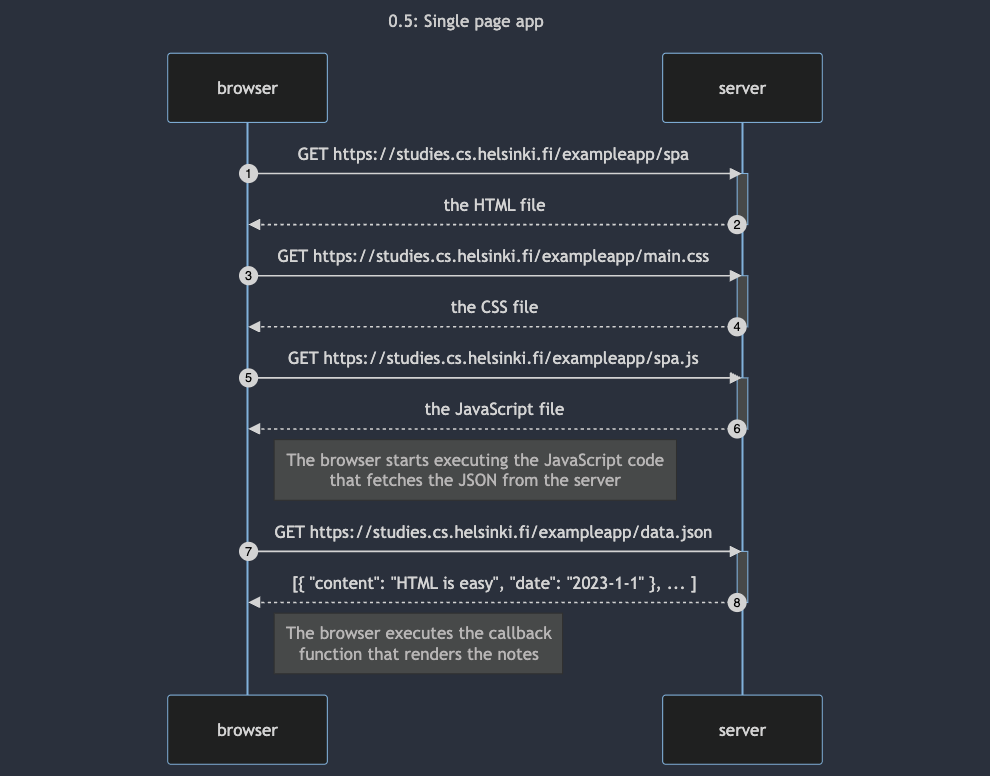 0.5: Single page app
browser
server
GET https://studies.cs.helsinki.fi/exampleapp/spa
1
the HTML file
2
GET https://studies.cs.helsinki.fi/exampleapp/main.css
3
the CSS file
4
GET https://studies.cs.helsinki.fi/exampleapp/spa.js
5
the JavaScript file
6
The browser starts executing the JavaScript code
that fetches the JSON from the server
GET https://studies.cs.helsinki.fi/exampleapp/data.json
7
[{ "content": "HTML is easy", "date": "2023-1-1" }, ... ]
8
The browser executes the callback
function that renders the notes
browser
server